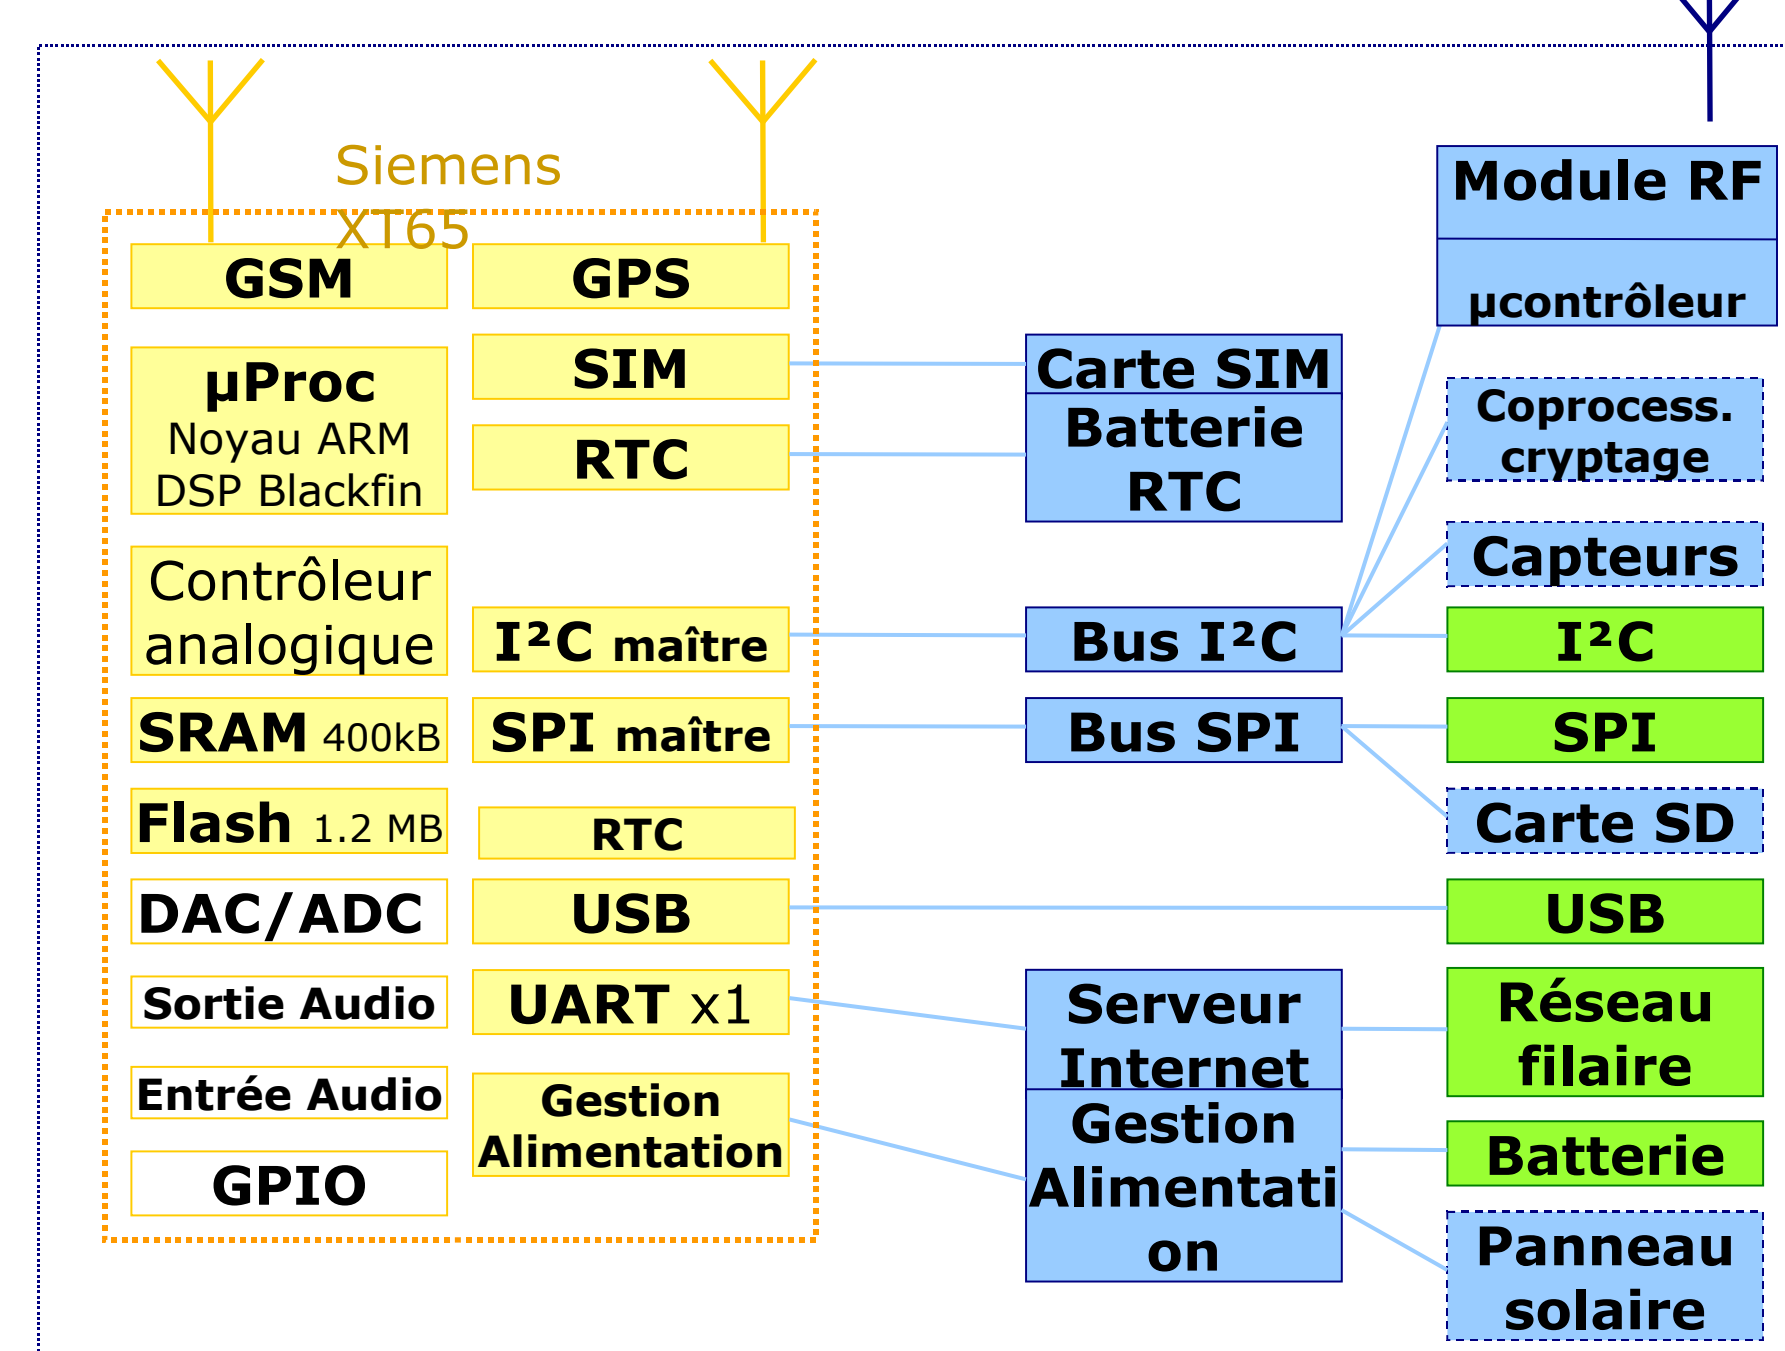 Siemens
XT65
GSM
GPS
µProc
Noyau ARM
DSP Blackfin
SIM
RTC
Contrôleur
analogique
I²C maître
SRAM 400kB
SPI maître
Flash 1.2 MB
RTC
DAC/ADC
USB
Sortie Audio
UART x1
Entrée Audio
Gestion
Alimentation
GPIO
Carte SIM
Batterie
RTC
Bus I²C
Bus SPI
Serveur
Internet
Gestion
Alimentati
on
Module RF
µcontrôleur
Coprocess.
cryptage
Capteurs
I²C
SPI
Carte SD
USB
Réseau
filaire
Batterie
Panneau
solaire